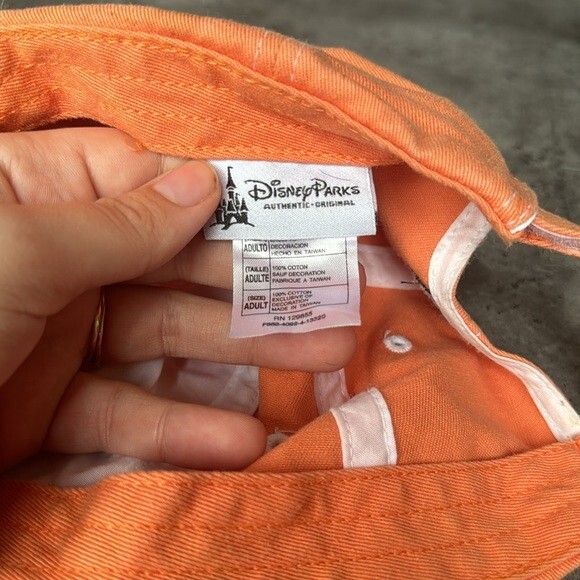 DISNEYPARKS
AUTHENTIC • ORIGINAL
ADULTO
DECORACION
HECHO EN TAIWAN
(TAILLE)
ADULTE
100% COTON
SAUF DECORATION
FABRIQUE A TAIWAN
(SIZE)
ADULT
100% COTTON
EXCLUSIVE OF
DECORATION
MADE IN TAIWAN
RN 129855